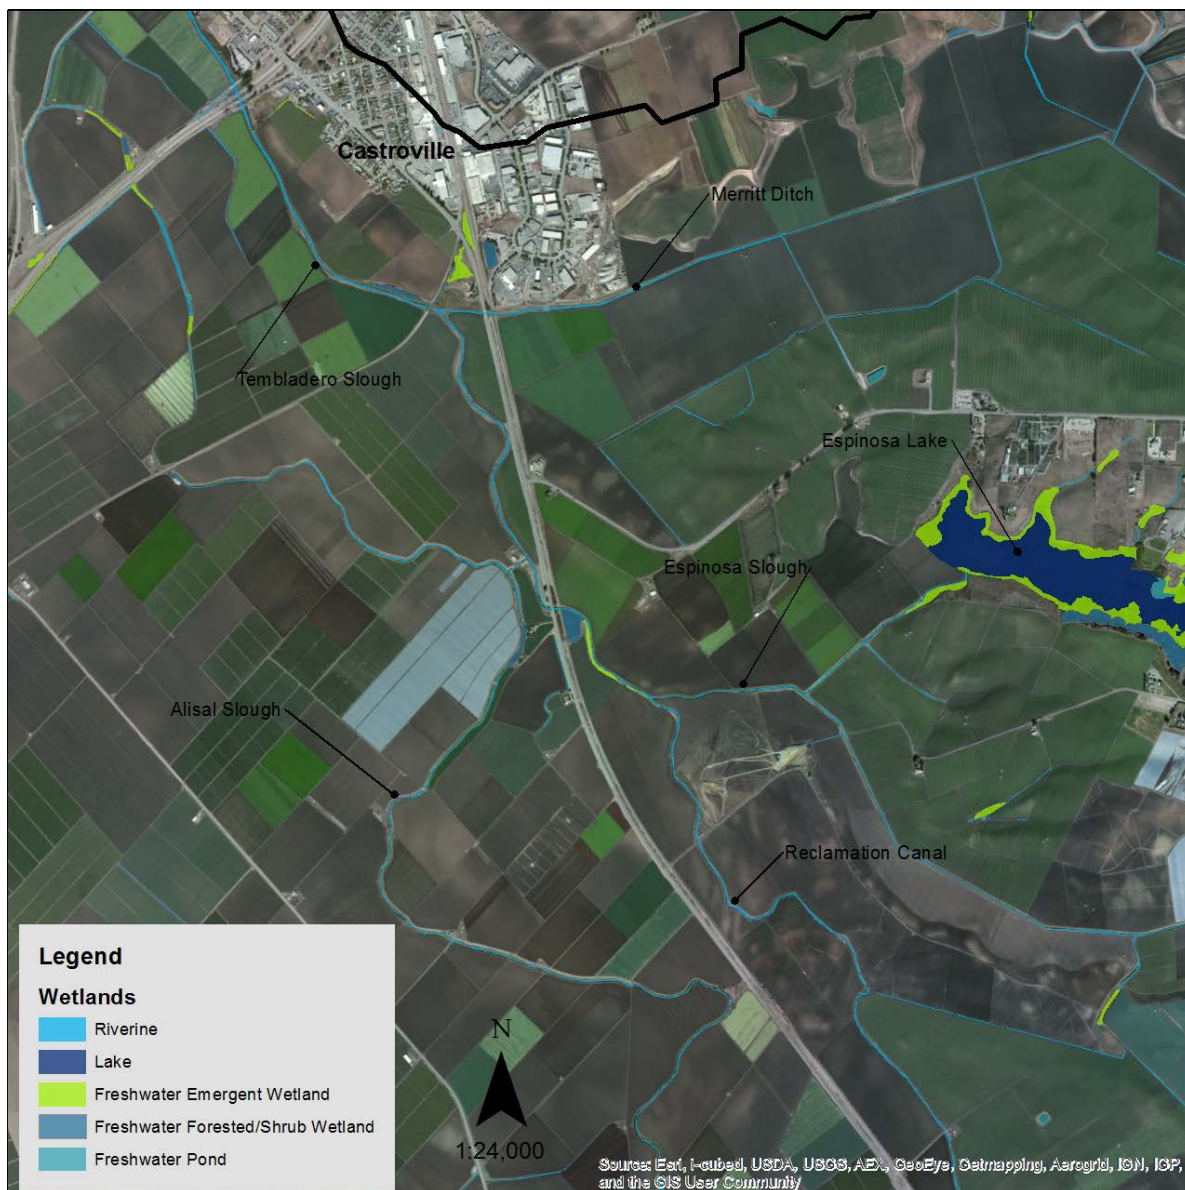 Castroville
Merritt Ditch
Tembladero Slough
Espinosa Lake
Espinosa Slough
Alisal Slough
Reclamation Canal
Legend
Wetlands
Riverine
Lake
Freshwater Emergent Wetland
Freshwater Forested/Shrub Wetland
Freshwater Pond
N
1:24,000
Source: Esri, i-cubed, USDA, USGS, AEX, GeoEye, Getmapping, Aerogrid, IGN, IGP,
and the GIS User Community